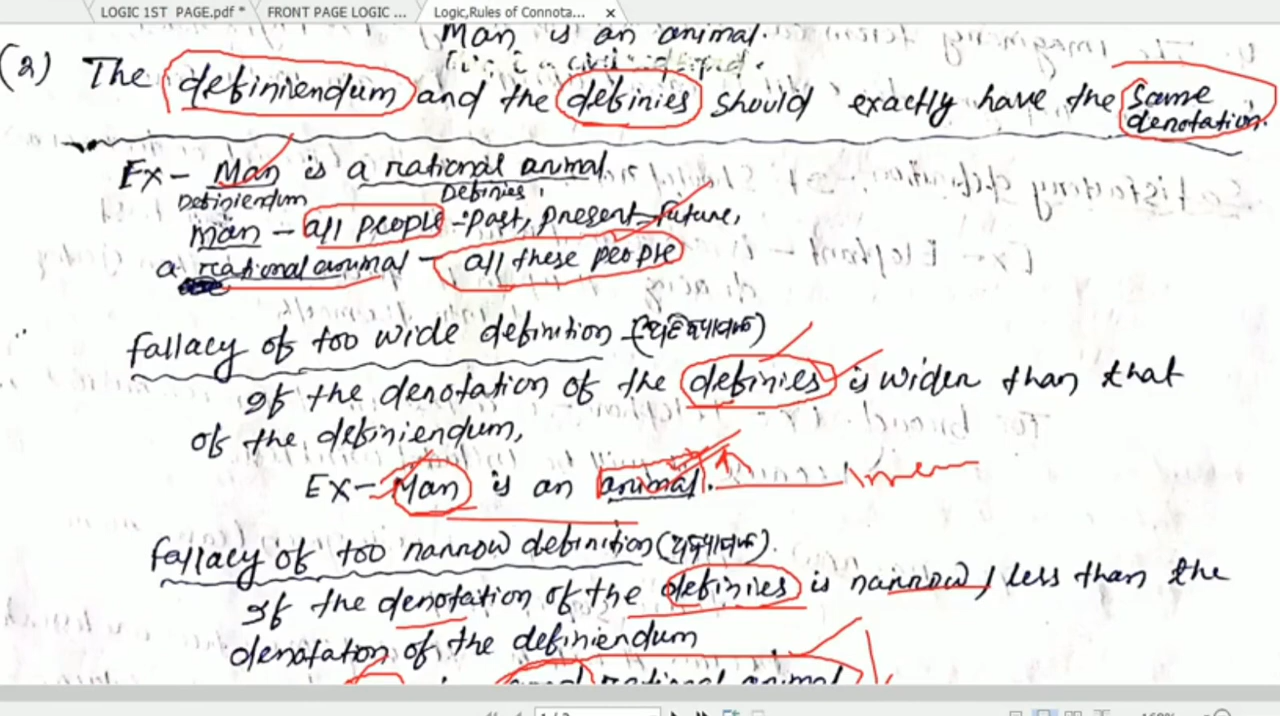 LOGIC 1ST PAGE.pdf *
FRONT PAGE LOGIC ...
Logic,Rules of Connota... ×
Man is an animal.
(2) The definiendum and the definies should exactly have the same denotation.
Ex- Man is a rational animal.
Definiendum Definies
man - all people - past, present, future,
a rational animal - all these people
fallacy of too wide definition -
If the denotation of the definies is wider than that
of the definiendum,
Ex- Man is an animal.
fallacy of too narrow definition
If the denotation of the definies is narrow / less than the
denotation of the definiendum
rational animal